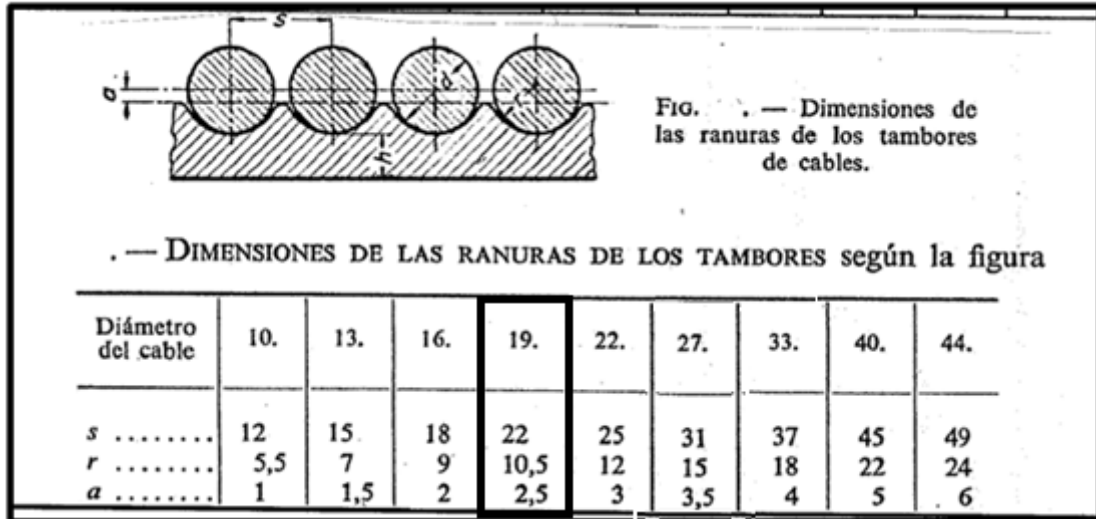 s
a
d
r
h
FIG. . — Dimensiones de
las ranuras de los tambores
de cables.
. — DIMENSIONES DE LAS RANURAS DE LOS TAMBORES según la figura
Diámetro del cable 10. 13. 16. 19. 22. 27. 33. 40. 44.
s ........ 12 15 18 22 25 31 37 45 49
r ........ 5,5 7 9 10,5 12 15 18 22 24
a ........ 1 1,5 2 2,5 3 3,5 4 5 6